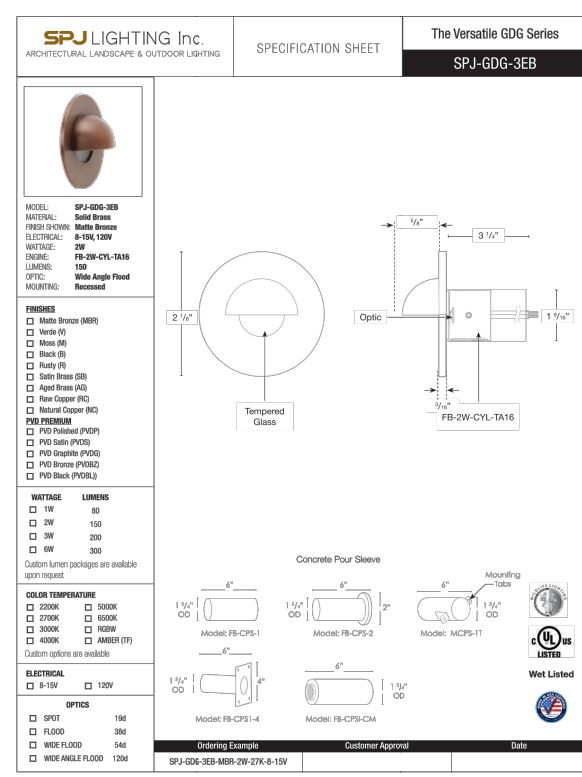 SPJ LIGHTING Inc.
ARCHITECTURAL LANDSCAPE & OUTDOOR LIGHTING
SPECIFICATION SHEET
The Versatile GDG Series
SPJ-GDG-3EB
MODEL: SPJ-GDG-3EB
MATERIAL: Solid Brass
FINISH SHOWN: Matte Bronze
ELECTRICAL: 8-15V, 120V
WATTAGE: 2W
ENGINE: FB-2W-CYL-TA16
LUMENS: 150
OPTIC: Wide Angle Flood
MOUNTING: Recessed
FINISHES
Matte Bronze (MBR)
Verde (V)
Moss (M)
Black (B)
Rusty (R)
Satin Brass (SB)
Aged Brass (AG)
Raw Copper (RC)
Natural Copper (NC)
PVD PREMIUM
PVD Polished (PVDP)
PVD Satin (PVDS)
PVD Graphite (PVDG)
PVD Bronze (PVDBZ)
PVD Black (PVDBL))
WATTAGE LUMENS
1W 80
2W 150
3W 200
6W 300
Custom lumen packages are available
upon request
COLOR TEMPERATURE
2200K 5000K
2700K 6500K
3000K RGBW
4000K AMBER (TF)
Custom options are available
ELECTRICAL
8-15V 120V
OPTICS
SPOT 19d
FLOOD 38d
WIDE FLOOD 54d
WIDE ANGLE FLOOD 120d
5/8"
3 1/4"
Optic
FB-2W-CYL-TA16
Tempered
Glass
Concrete Pour Sleeve
6"
1 3/4"
OD
Model: FB-CPS-1
6"
1 3/4"
OD
2"
Model: FB-CPS-2
Mounting
Tabs
6"
1 3/4"
OD
Model: MCPS-1T
6"
1 3/4"
OD
4"
Model: FB-CPS1-4
6"
1 3/4"
OD
Model: FB-CPSI-CM
C UL US
LISTED
Wet Listed
Ordering Example
Customer Approval
Date
SPJ-GDG-3EB-MBR-2W-27K-8-15V